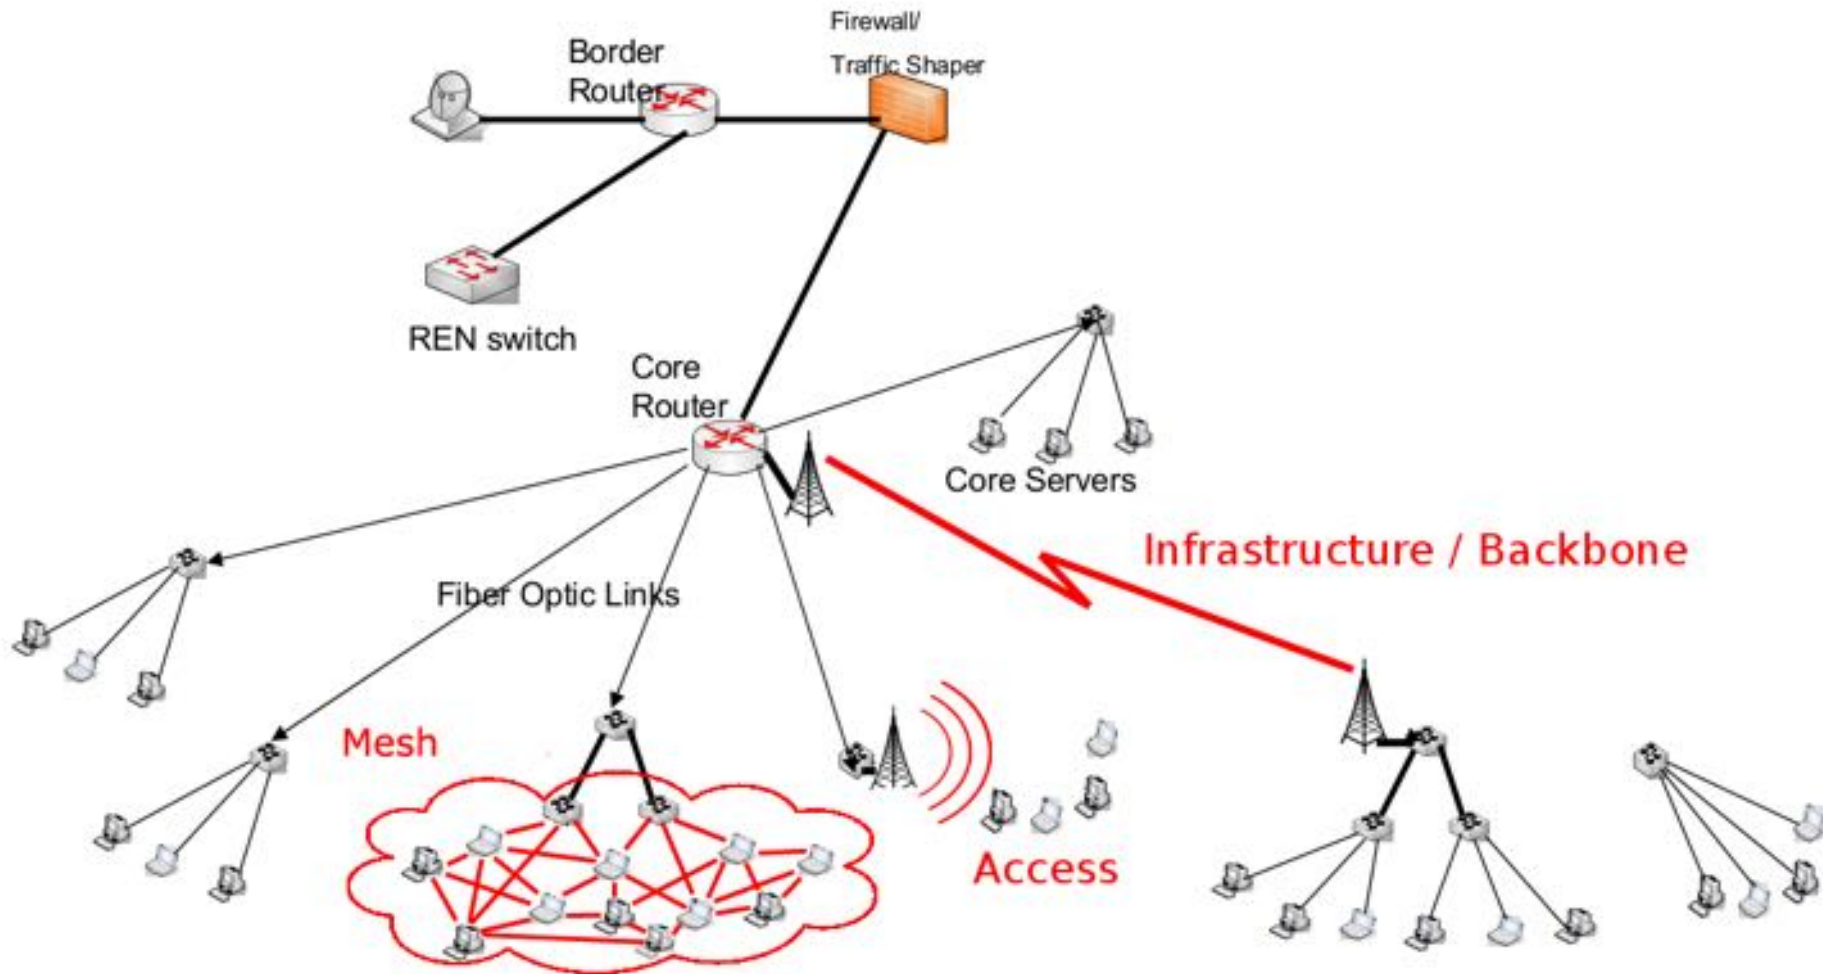 Firewall/
Traffic Shaper
Border
Router
REN switch
Core
Router
Core Servers
Infrastructure / Backbone
Fiber Optic Links
Mesh
Access